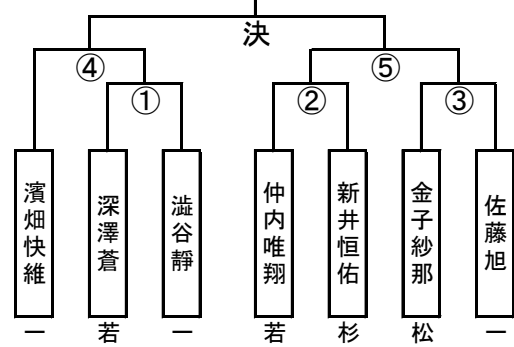 決
④
⑤
①
②
③
濱畑快維
深澤蒼
澁谷靜
仲内唯翔
新井恒佑
金子紗那
佐藤旭
一
若
一
若
杉
松
一